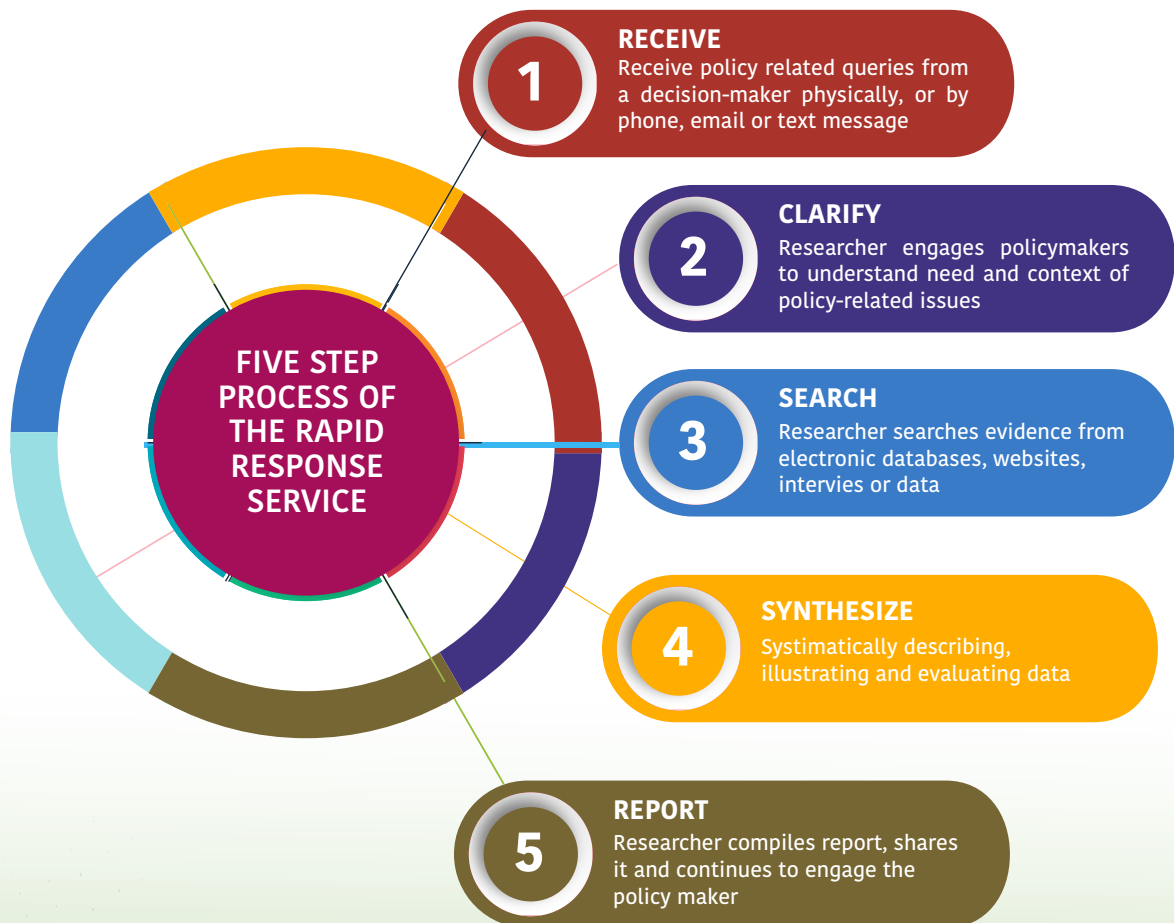 1
RECEIVE
Receive policy related queries from
a decision-maker physically, or by
phone, email or text message
2
CLARIFY
Researcher engages policymakers
to understand need and context of
policy-related issues
FIVE STEP
PROCESS OF
THE RAPID
RESPONSE
SERVICE
3
SEARCH
Researcher searches evidence from
electronic databases, websites,
intervies or data
4
SYNTHESIZE
Systimatically describing,
illustrating and evaluating data
5
REPORT
Researcher compiles report, shares
it and continues to engage the
policy maker